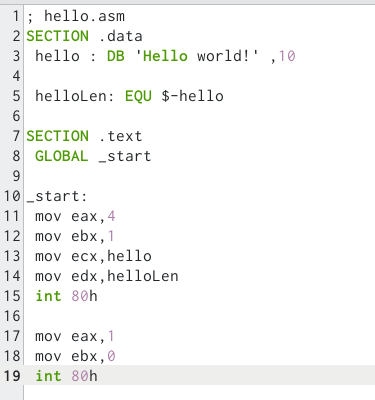 1 ; hello.asm
2 SECTION .data
3 hello : DB 'Hello world!' ,10
4
5 helloLen: EQU $-hello
6
7 SECTION .text
8 GLOBAL _start
9
10 _start:
11 mov eax,4
12 mov ebx,1
13 mov ecx,hello
14 mov edx,helloLen
15 int 80h
16
17 mov eax,1
18 mov ebx,0
19 int 80h